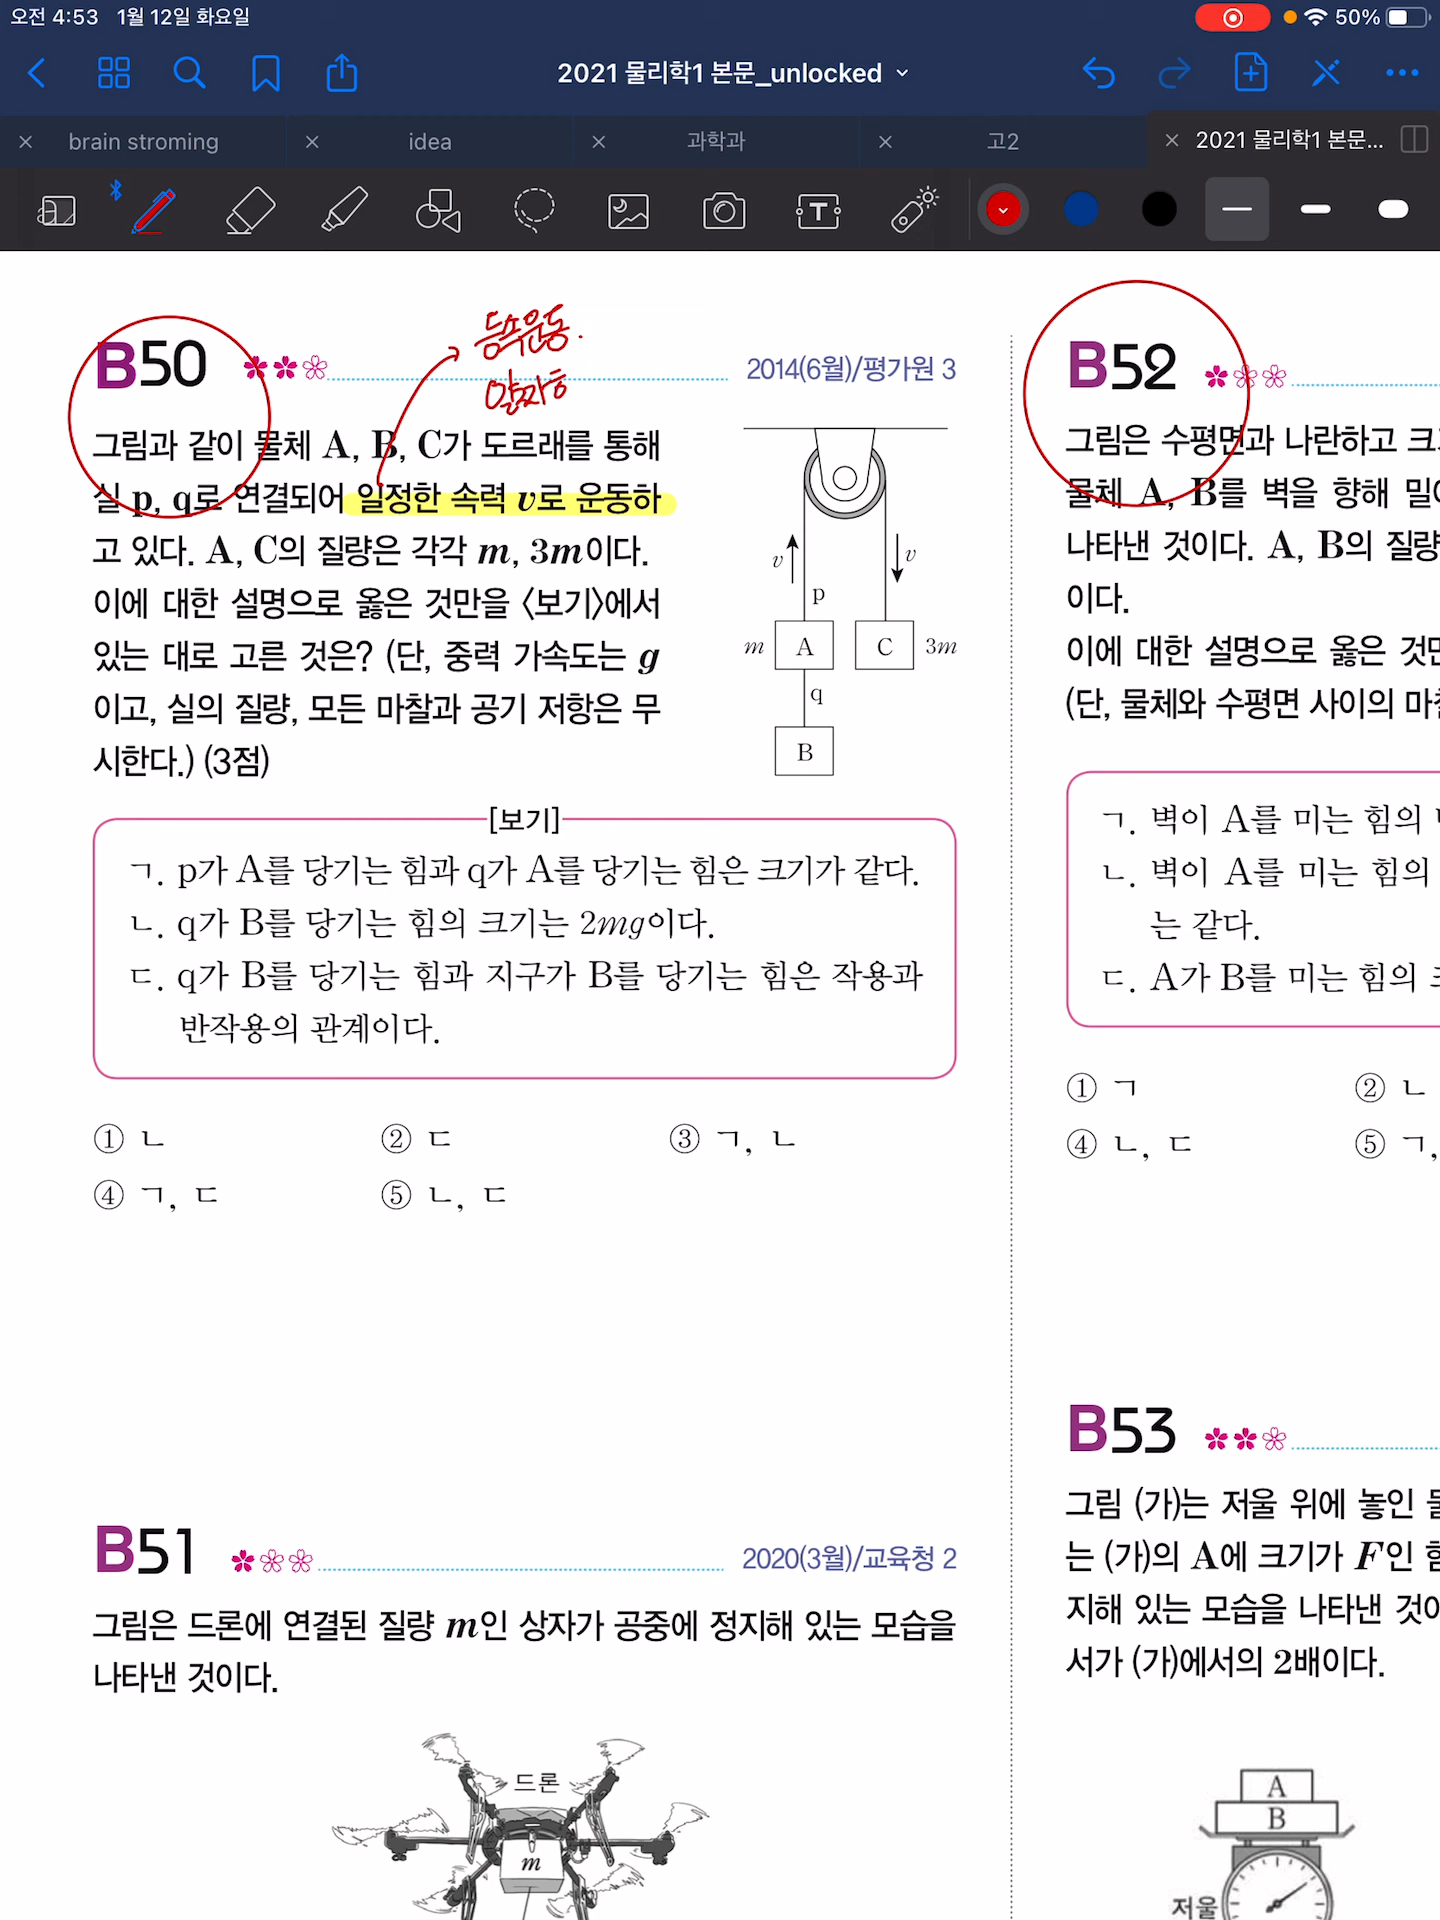 오전 4:53 1월 12일 화요일
50%
2021 물리학1 본문_unlocked
brain stroming
idea
과학과
고2
2021 물리학1 본문...
등속운동.
알짜힘
B50
2014(6월)/평가원 3
그림과 같이 물체 A, B, C가 도르래를 통해
실 p, q로 연결되어 일정한 속력 v로 운동하
고 있다. A, C의 질량은 각각 m, 3m이다.
이에 대한 설명으로 옳은 것만을 〈보기〉에서
있는 대로 고른 것은? (단, 중력 가속도는 g
이고, 실의 질량, 모든 마찰과 공기 저항은 무
시한다.) (3점)
v
v
p
m A C 3m
q
B
[보기]
ㄱ. p가 A를 당기는 힘과 q가 A를 당기는 힘은 크기가 같다.
ㄴ. q가 B를 당기는 힘의 크기는 2mg이다.
ㄷ. q가 B를 당기는 힘과 지구가 B를 당기는 힘은 작용과
반작용의 관계이다.
① ㄴ ② ㄷ ③ ㄱ, ㄴ
④ ㄱ, ㄷ ⑤ ㄴ, ㄷ
B51
2020(3월)/교육청 2
그림은 드론에 연결된 질량 m인 상자가 공중에 정지해 있는 모습을
나타낸 것이다.
드론
m
B52
그림은 수평면과 나란하고 크
물체 A, B를 벽을 향해 밀
나타낸 것이다. A, B의 질량
이다.
이에 대한 설명으로 옳은 것만
(단, 물체와 수평면 사이의 마찰
ㄱ. 벽이 A를 미는 힘의
ㄴ. 벽이 A를 미는 힘의
는 같다.
ㄷ. A가 B를 미는 힘의
① ㄱ ② ㄴ
④ ㄴ, ㄷ ⑤ ㄱ,
B53
그림 (가)는 저울 위에 놓인
는 (가)의 A에 크기가 F인 힘
지해 있는 모습을 나타낸 것이
서가 (가)에서의 2배이다.
A
B
저울